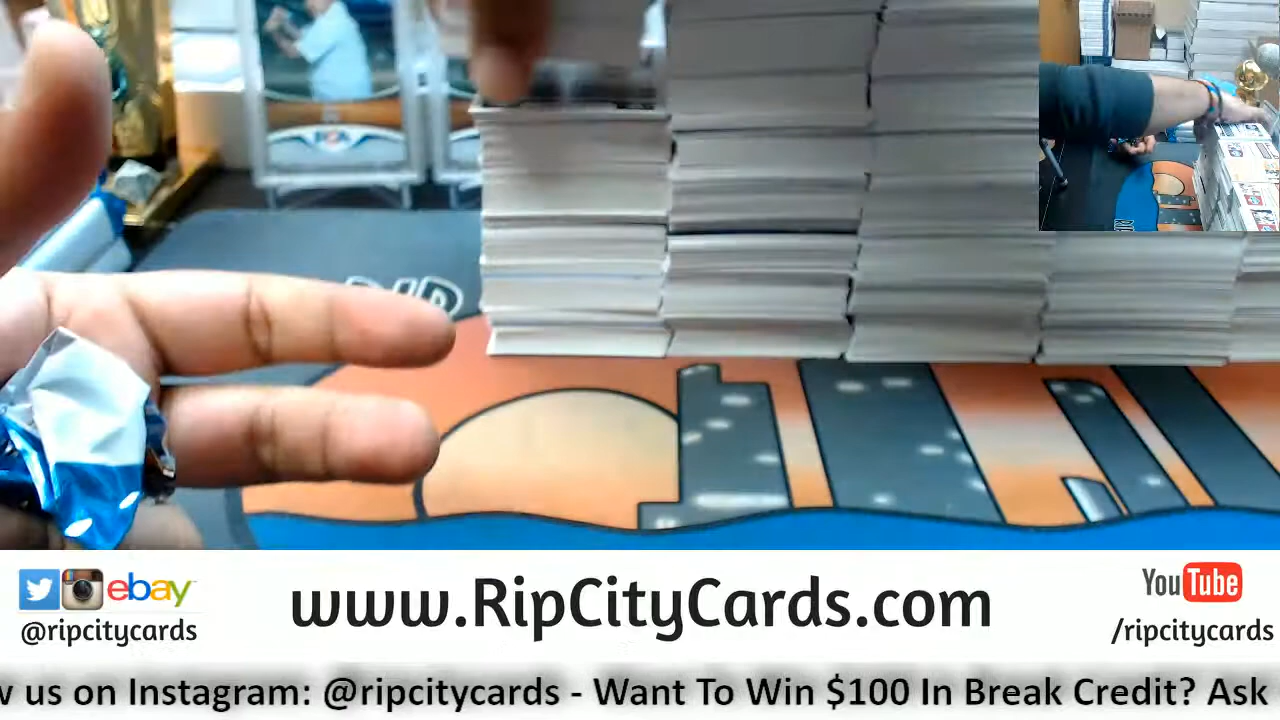 RIP
ebay
@ripcitycards
www.RipCityCards.com
YouTube
/ripcitycards
w us on Instagram: @ripcitycards - Want To Win $100 In Break Credit? Ask